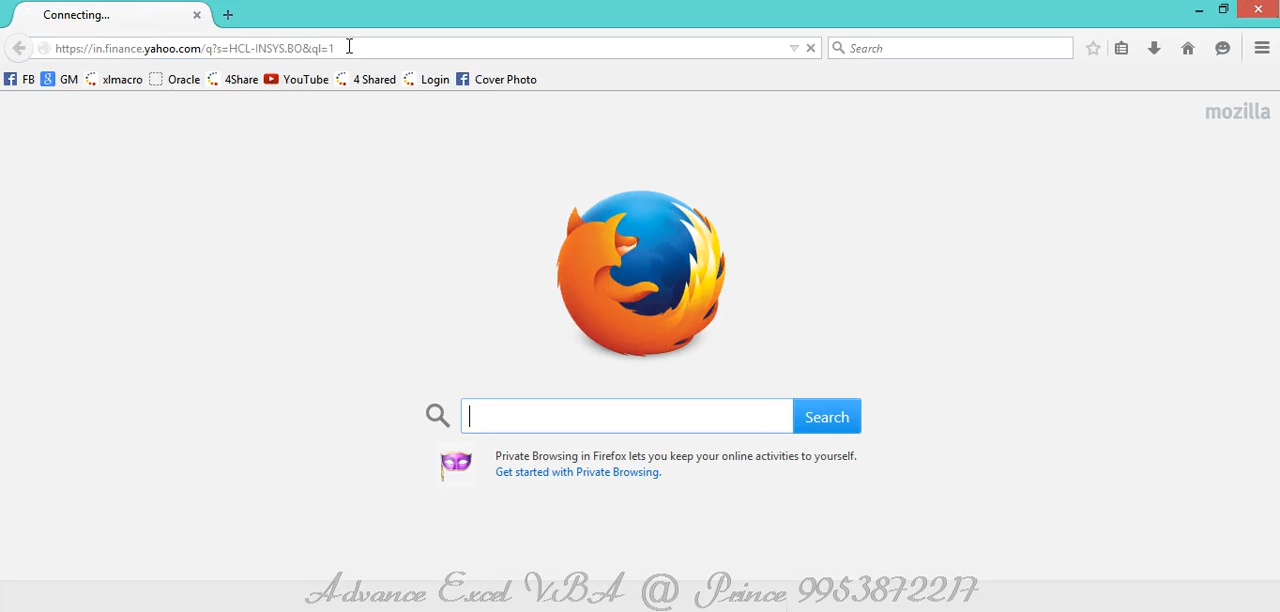 Connecting...
https://in.finance.yahoo.com/q?s=HCL-INSYS.BO&ql=1
Search
FB
GM
xlmacro
Oracle
4Share
YouTube
4 Shared
Login
Cover Photo
mozilla
Search
Private Browsing in Firefox lets you keep your online activities to yourself.
Get started with Private Browsing.
Advance Excel VBA @ Prince 9953872217